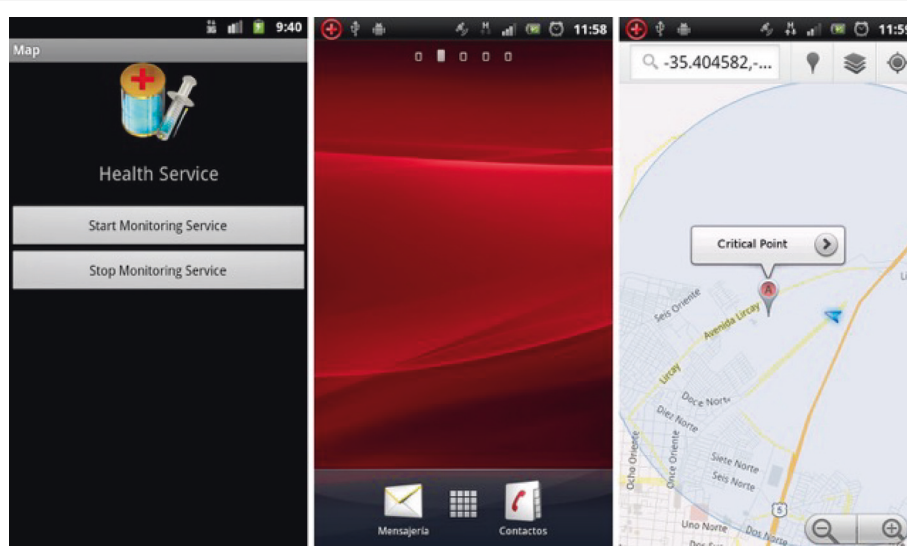 3G 9:40
Map
Health Service
Start Monitoring Service
Stop Monitoring Service
11:58
Mensajería
Contactos
11:59
-35.404582,-...
Critical Point
A
Seis Oriente
Avenida Lircay
Lircay
Doce Norte
Diez Norte
Ocho Oriente
Once Oriente
Siete Norte
Seis Norte
5
Uno Norte
Dos Norte